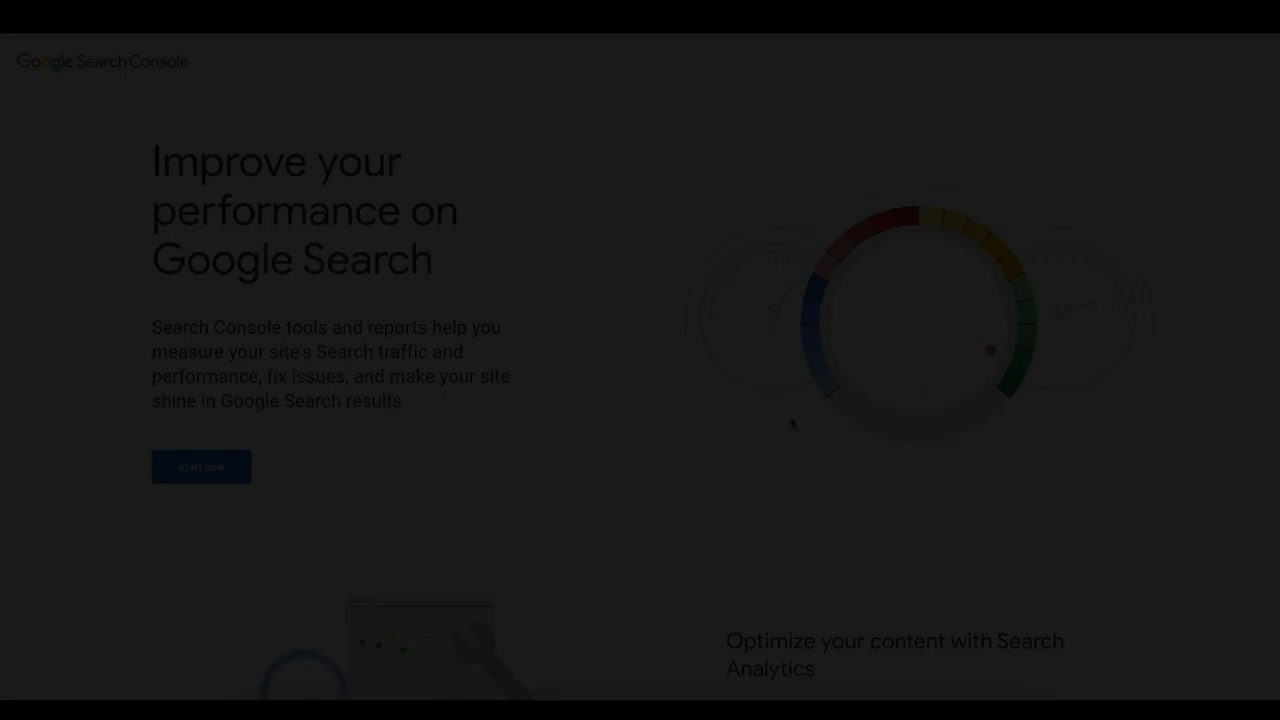 Google Search Console
Improve your
performance on
Google Search
Search Console tools and reports help you
measure your site's Search traffic and
performance, fix issues, and make your site
shine in Google Search results
Start now
Optimize your content with Search
Analytics